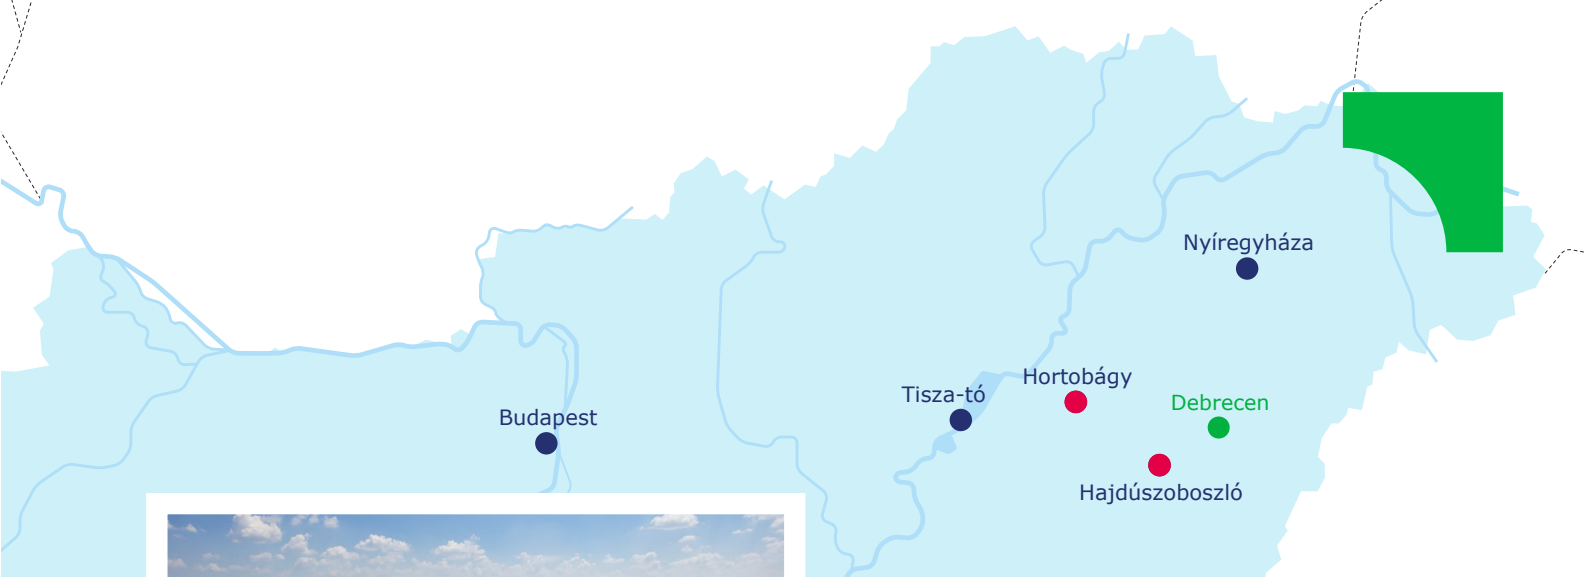 Nyíregyháza
Hortobágy
Tisza-tó
Debrecen
Budapest
Hajdúszoboszló